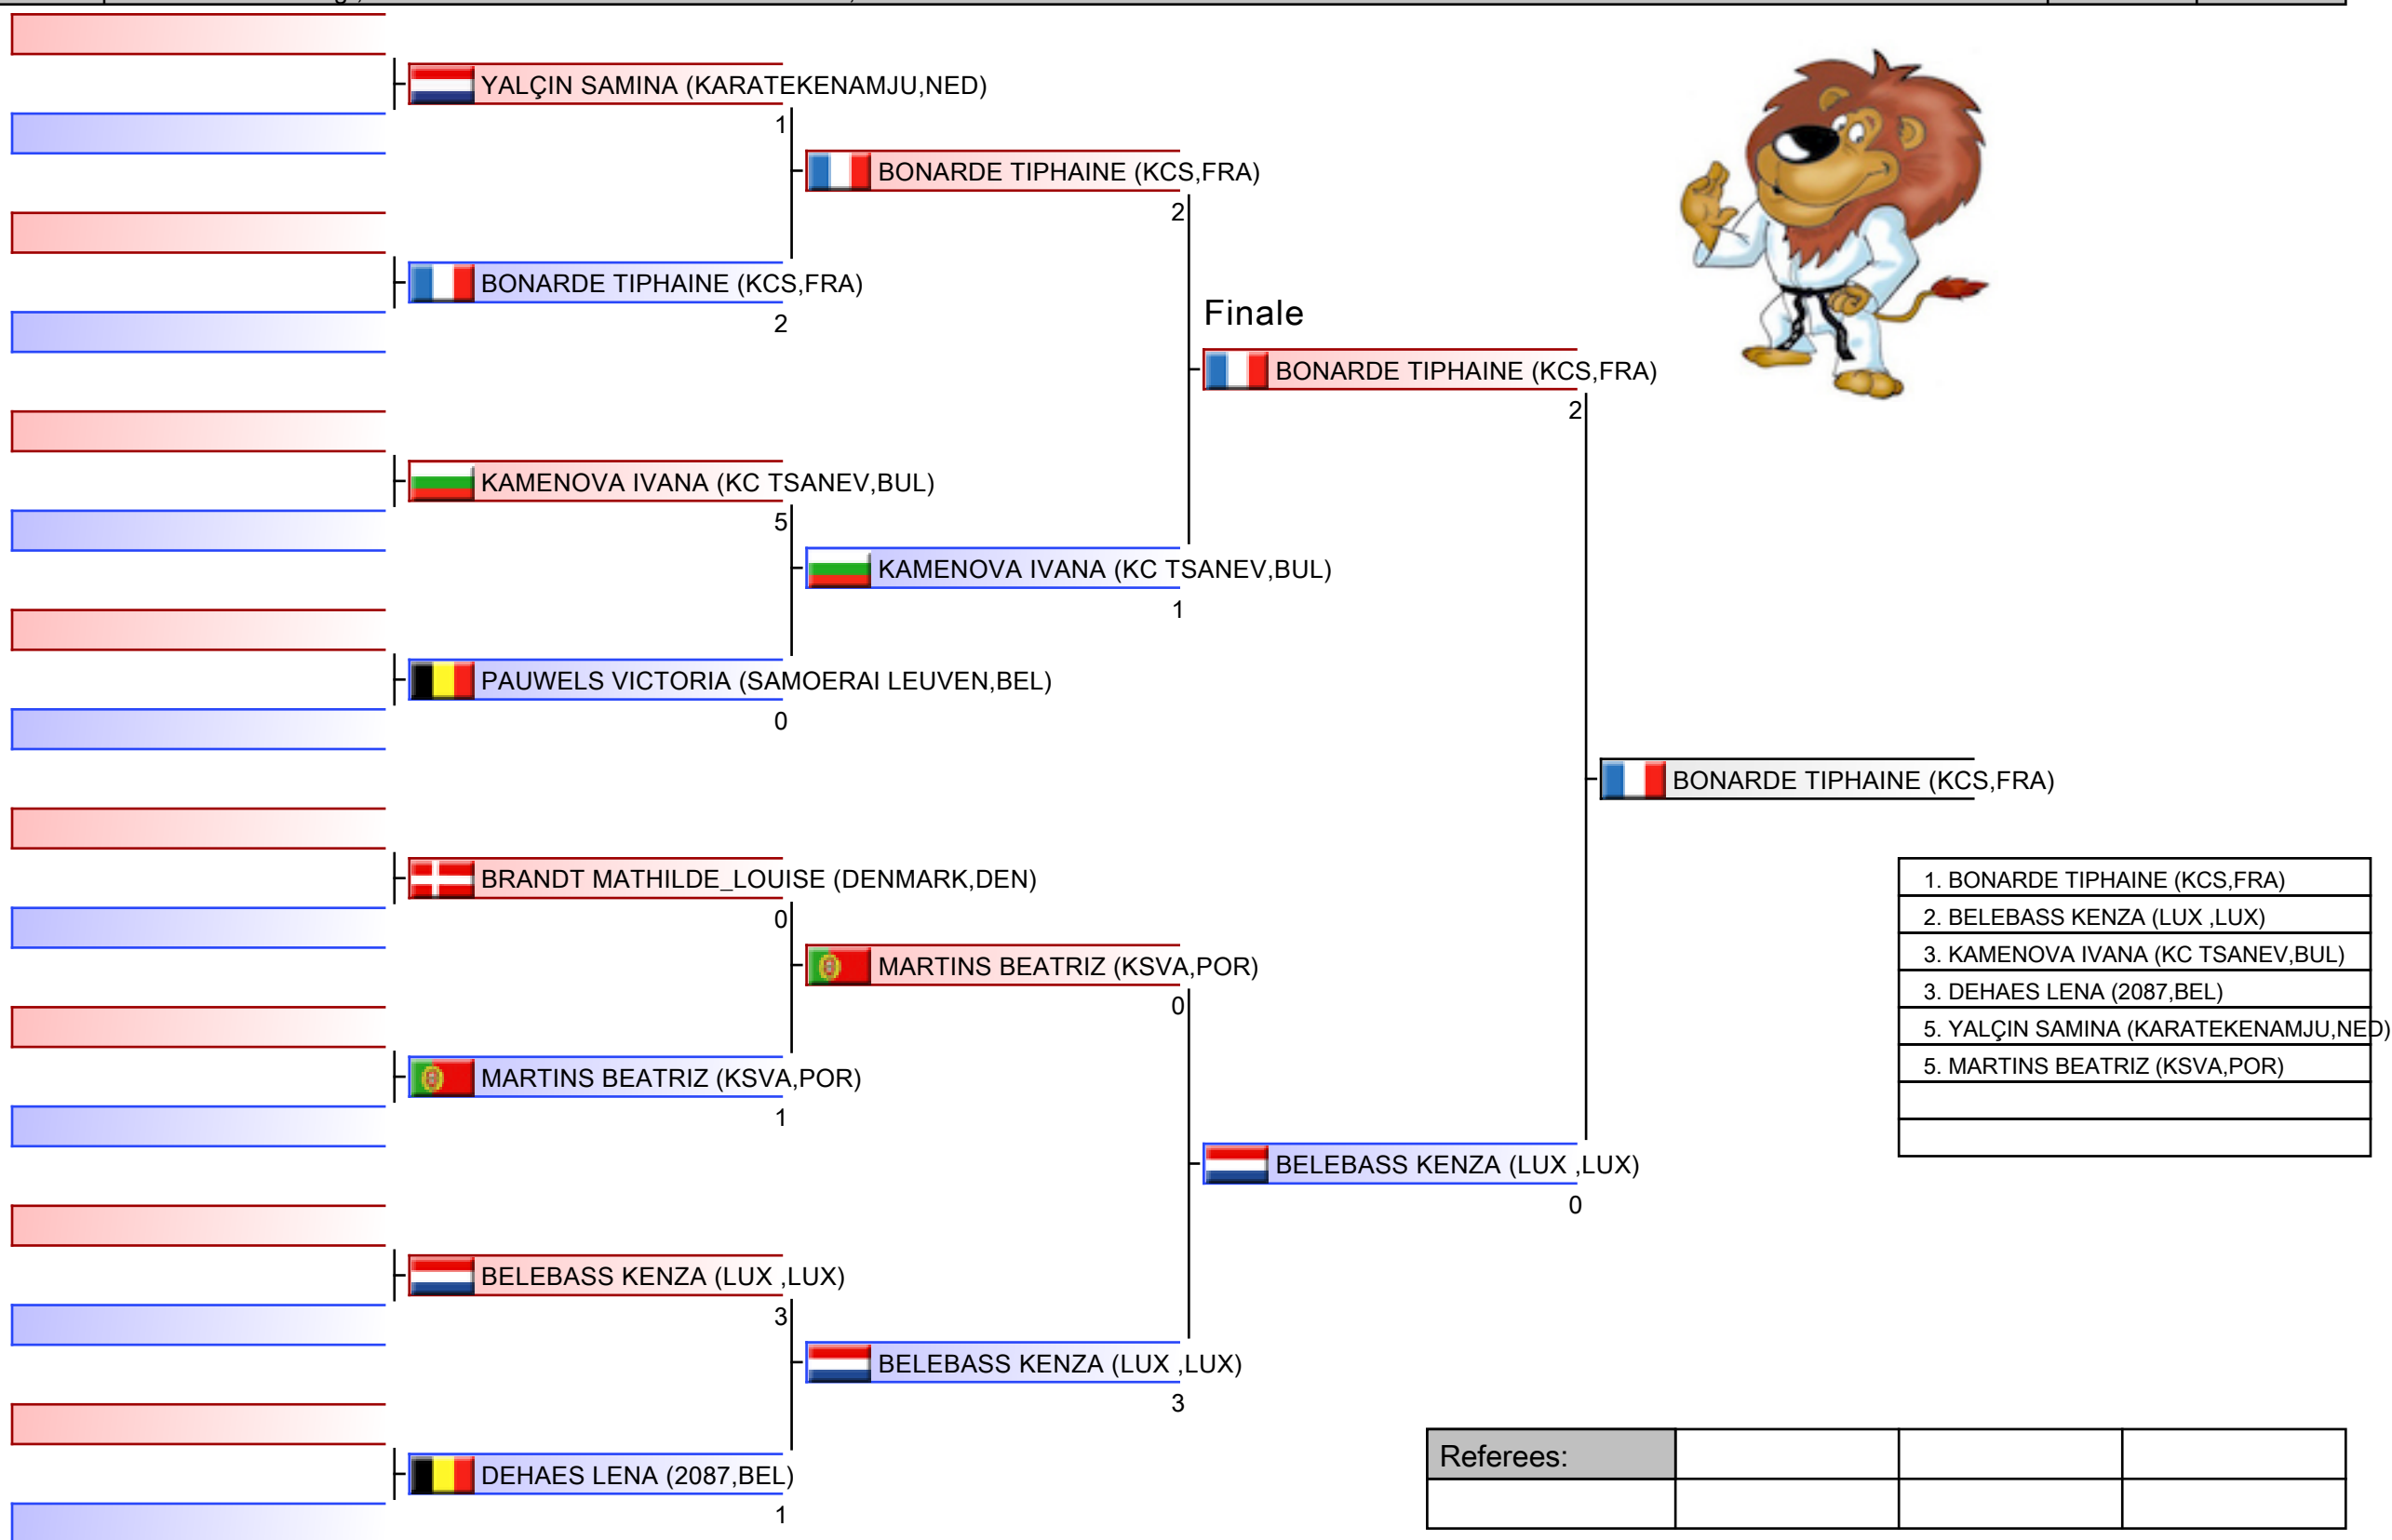 YALÇIN SAMINA (KARATEKENAMJU,NED)
1
BONARDE TIPHAINE (KCS,FRA)
2
BONARDE TIPHAINE (KCS,FRA)
2
Finale
BONARDE TIPHAINE (KCS,FRA)
2
KAMENOVA IVANA (KC TSANEV,BUL)
5
KAMENOVA IVANA (KC TSANEV,BUL)
1
PAUWELS VICTORIA (SAMOERAI LEUVEN,BEL)
0
BONARDE TIPHAINE (KCS,FRA)
BRANDT MATHILDE_LOUISE (DENMARK,DEN)
0
MARTINS BEATRIZ (KSVA,POR)
0
MARTINS BEATRIZ (KSVA,POR)
1
BELEBASS KENZA (LUX ,LUX)
0
BELEBASS KENZA (LUX ,LUX)
3
BELEBASS KENZA (LUX ,LUX)
3
DEHAES LENA (2087,BEL)
1
1. BONARDE TIPHAINE (KCS,FRA)
2. BELEBASS KENZA (LUX ,LUX)
3. KAMENOVA IVANA (KC TSANEV,BUL)
3. DEHAES LENA (2087,BEL)
5. YALÇIN SAMINA (KARATEKENAMJU,NED)
5. MARTINS BEATRIZ (KSVA,POR)
Referees: